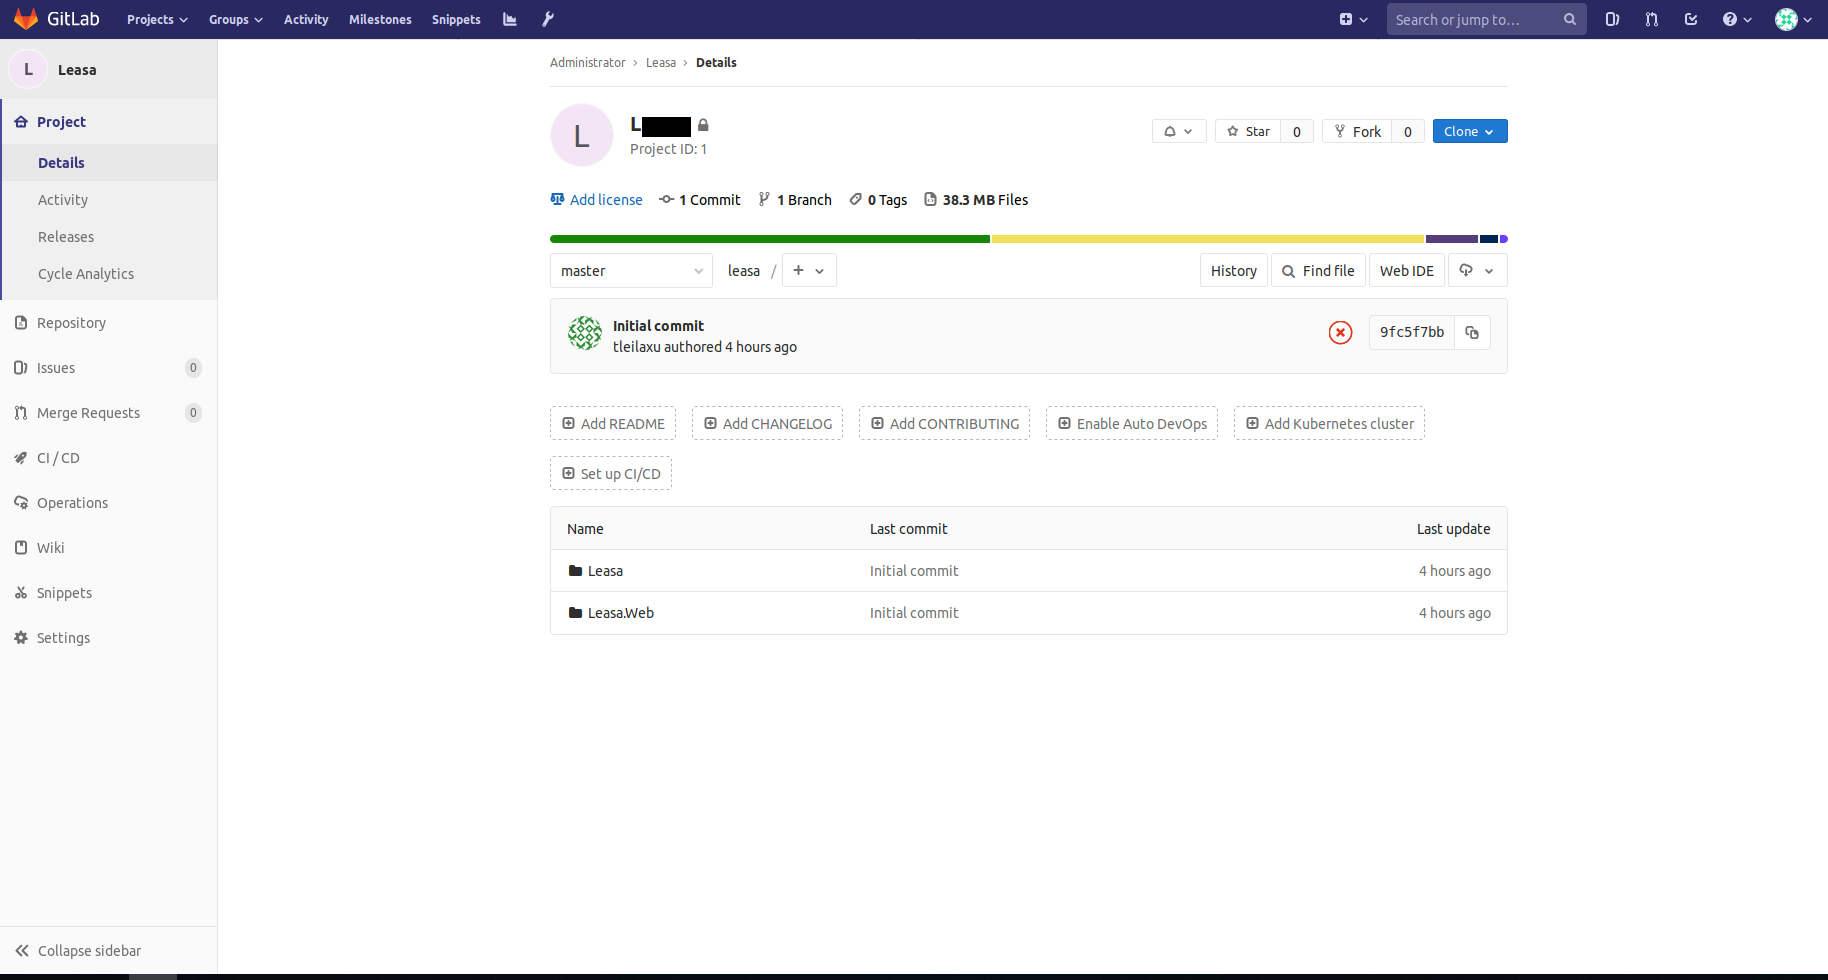 GitLab Projects Groups Activity Milestones Snippets Search or jump to...
L Leasa
Project
Details
Activity
Releases
Cycle Analytics
Repository
Issues 0
Merge Requests 0
CI / CD
Operations
Wiki
Snippets
Settings
Collapse sidebar
Administrator › Leasa › Details
L
L
Project ID: 1
Star 0 Fork 0 Clone
Add license 1 Commit 1 Branch 0 Tags 38.3 MB Files
master leasa / + History Find file Web IDE
Initial commit
tleilaxu authored 4 hours ago
9fc5f7bb
Add README Add CHANGELOG Add CONTRIBUTING Enable Auto DevOps Add Kubernetes cluster
Set up CI/CD
Name Last commit Last update
Leasa Initial commit 4 hours ago
Leasa.Web Initial commit 4 hours ago